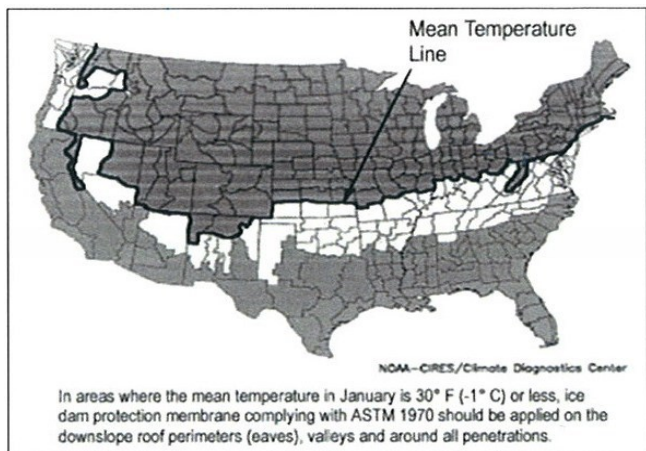 Mean Temperature
Line
NOAA-CIRES/Climate Diagnostics Center
In areas where the mean temperature in January is 30° F (-1° C) or less, ice
dam protection membrane complying with ASTM 1970 should be applied on the
downslope roof perimeters (eaves), valleys and around all penetrations.